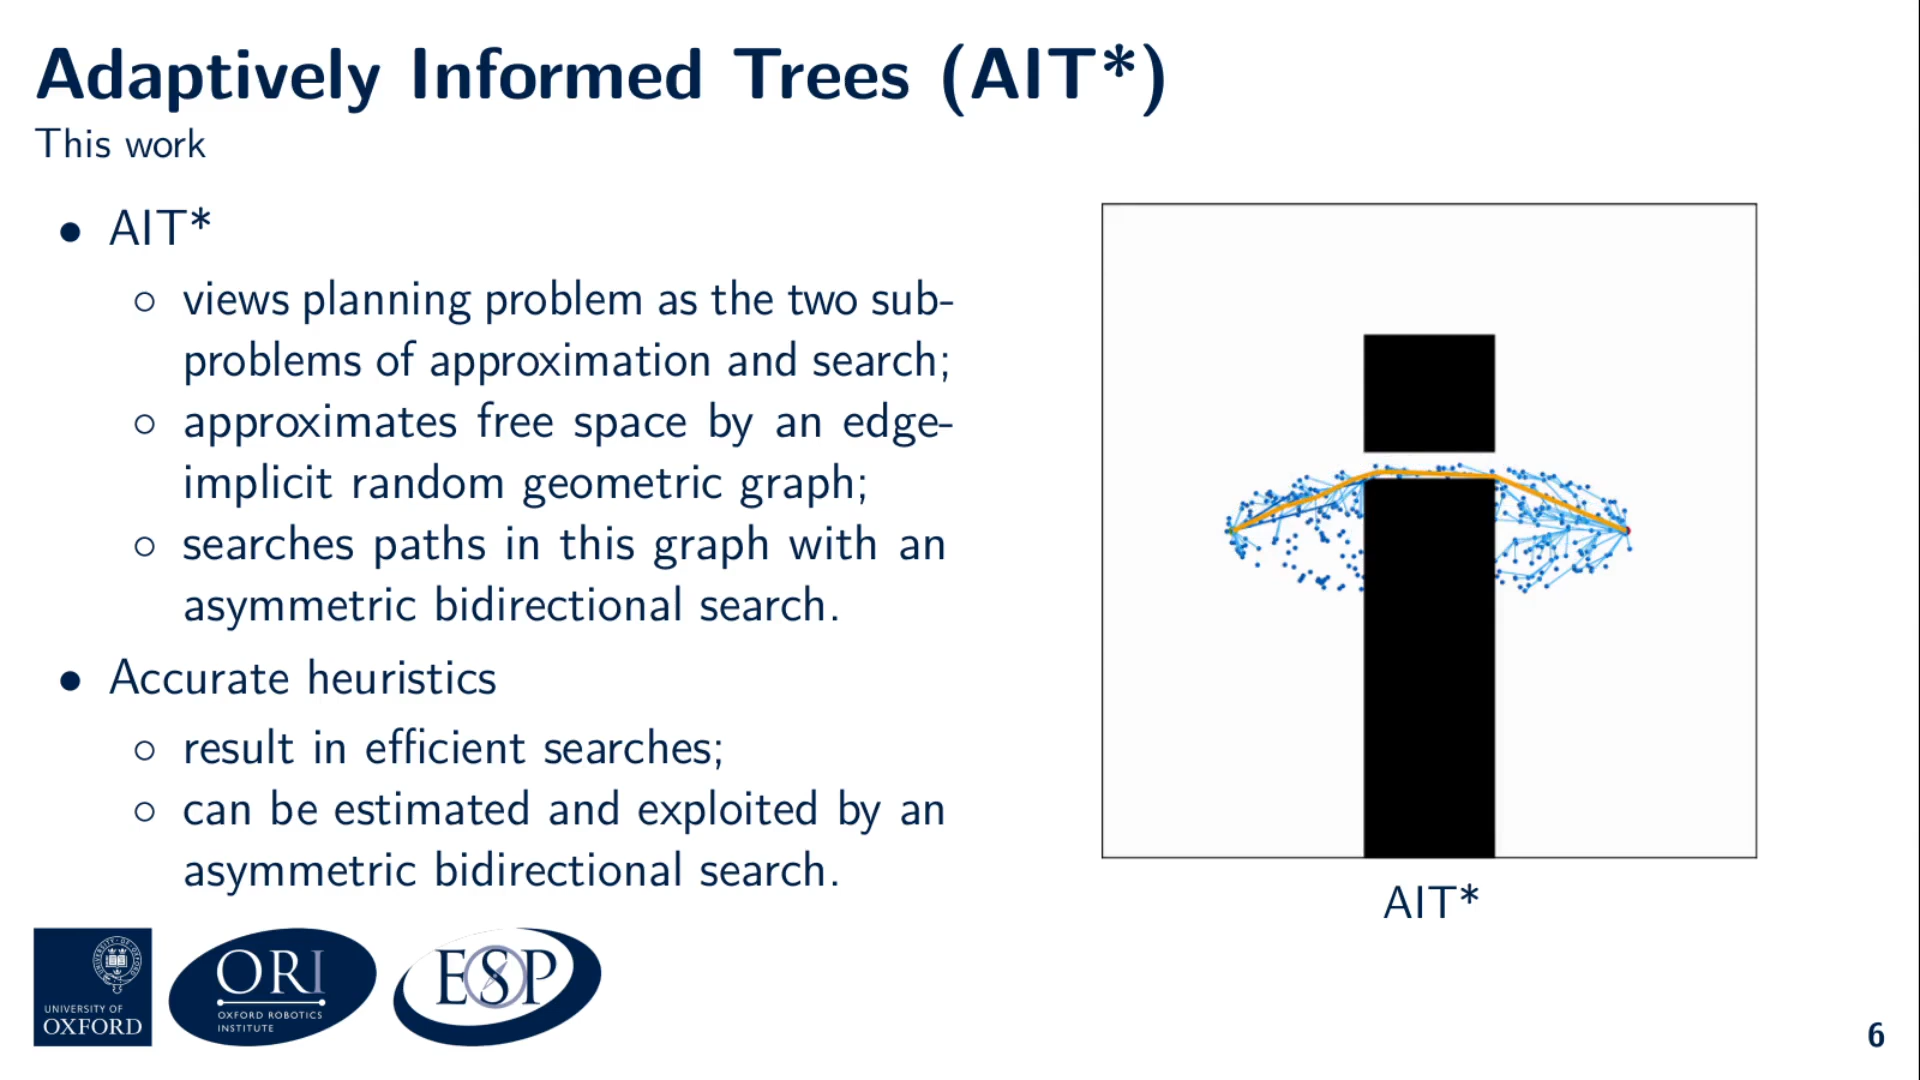 Adaptively Informed Trees (AIT*)
This work
• AIT*
◦ views planning problem as the two sub-
problems of approximation and search;
◦ approximates free space by an edge-
implicit random geometric graph;
◦ searches paths in this graph with an
asymmetric bidirectional search.
• Accurate heuristics
◦ result in efficient searches;
◦ can be estimated and exploited by an
asymmetric bidirectional search.
AIT*
UNIVERSITY OF
OXFORD
ORI
OXFORD ROBOTICS
INSTITUTE
ESP
6